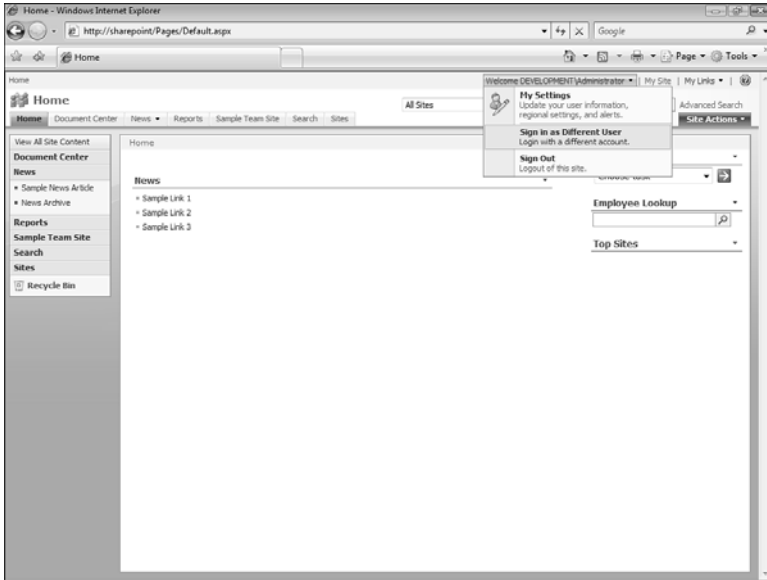 Home - Windows Internet Explorer
http://sharepoint/Pages/Default.aspx
Google
Home
Page
Tools
Home
Welcome DEVELOPMENT\Administrator
My Site
My Links
Home
All Sites
Advanced Search
Home
Document Center
News
Reports
Sample Team Site
Search
Sites
Site Actions
My Settings
Update your user information,
regional settings, and alerts.
Sign in as Different User
Login with a different account.
Sign Out
Logout of this site.
View All Site Content
Document Center
News
Sample News Article
News Archive
Reports
Sample Team Site
Search
Sites
Recycle Bin
Home
News
Sample Link 1
Sample Link 2
Sample Link 3
Employee Lookup
Top Sites